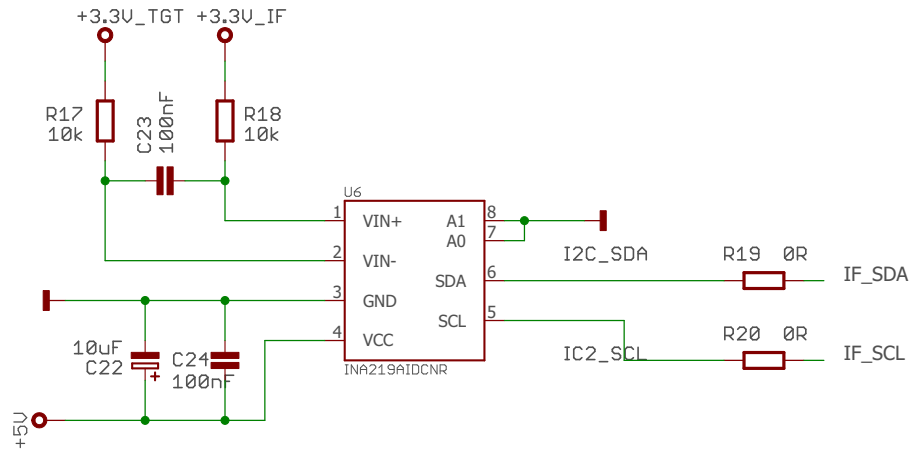 +3.3V_TGT +3.3V_IF
R17
10k
C23
100nF
R18
10k
U6
1 VIN+ A1 8
A0 7
2 VIN-
I2C_SDA R19 0R
SDA 6 IF_SDA
3 GND
SCL 5
4 VCC
R20 0R
10uF
C22
C24
100nF
+
IC2_SCL IF_SCL
INA219AIDCNR
+5V